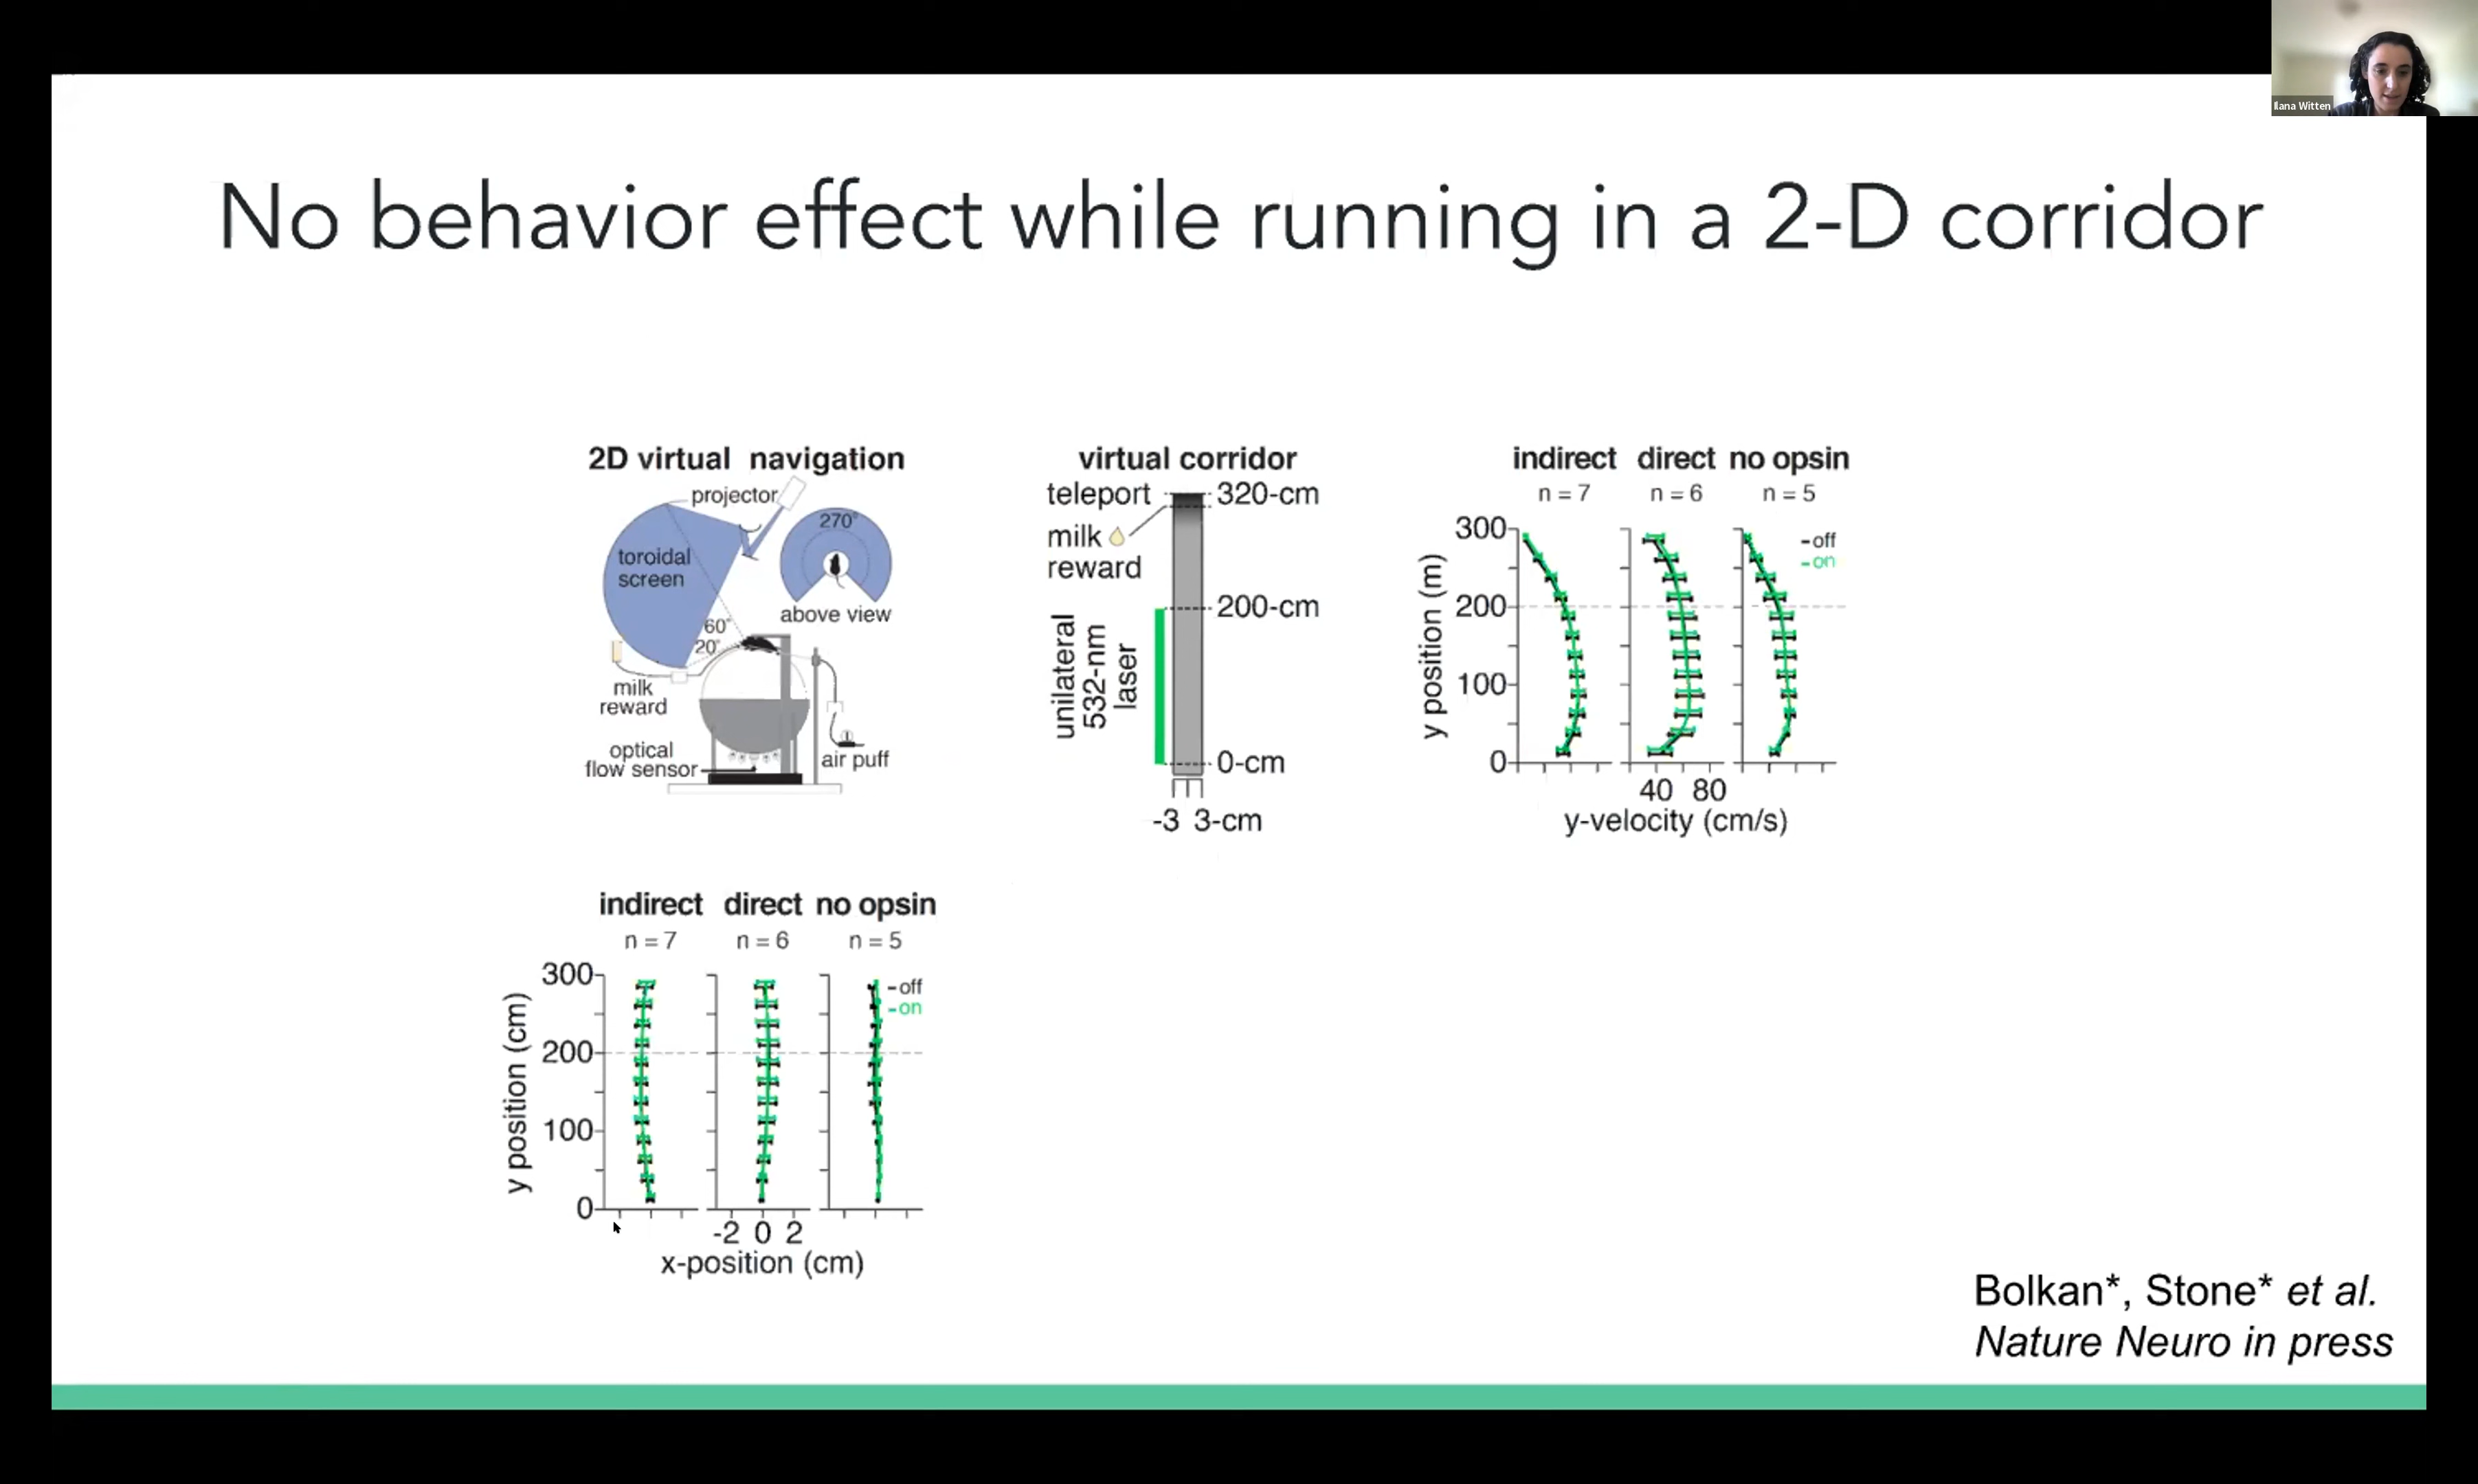 Ilana Witten
No behavior effect while running in a 2-D corridor
2D virtual navigation
projector
toroidal
screen
270°
above view
60°
20°
milk
reward
optical
flow sensor
air puff
virtual corridor
teleport
320-cm
milk
reward
200-cm
unilateral
532-nm
laser
0-cm
-3 3-cm
indirect direct no opsin
n = 7 n = 6 n = 5
off
on
y position (m)
300
200
100
0
40 80
y-velocity (cm/s)
indirect direct no opsin
n = 7 n = 6 n = 5
off
on
y position (cm)
300
200
100
0
-2 0 2
x-position (cm)
Bolkan*, Stone* et al.
Nature Neuro in press